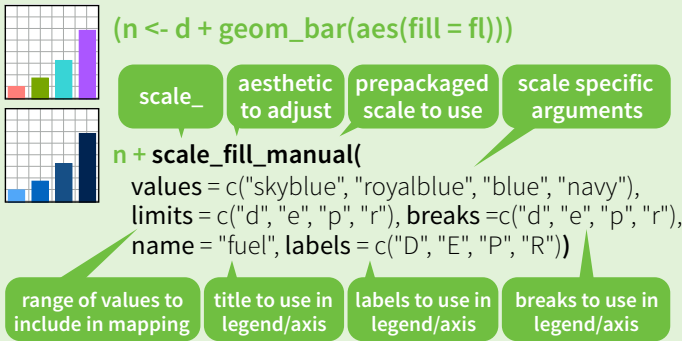 (n <- d + geom_bar(aes(fill = fl)))
scale_
aesthetic
to adjust
prepackaged
scale to use
scale specific
arguments
n + scale_fill_manual(
values = c("skyblue", "royalblue", "blue", "navy"),
limits = c("d", "e", "p", "r"), breaks =c("d", "e", "p", "r"),
name = "fuel", labels = c("D", "E", "P", "R"))
range of values to
include in mapping
title to use in
legend/axis
labels to use in
legend/axis
breaks to use in
legend/axis